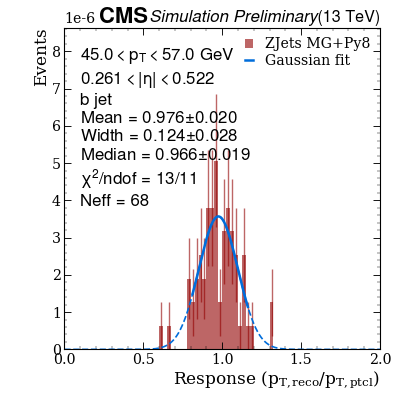 1e-6 CMS Simulation Preliminary (13 TeV)
Events
ZJets MG+Py8
Gaussian fit
45.0 < pT < 57.0 GeV
0.261 < |η| < 0.522
b jet
Mean = 0.976±0.020
Width = 0.124±0.028
Median = 0.966±0.019
χ²/ndof = 13/11
Neff = 68
8
7
6
5
4
3
2
1
0
0.0 0.5 1.0 1.5 2.0
Response (pT,reco/pT,ptcl)